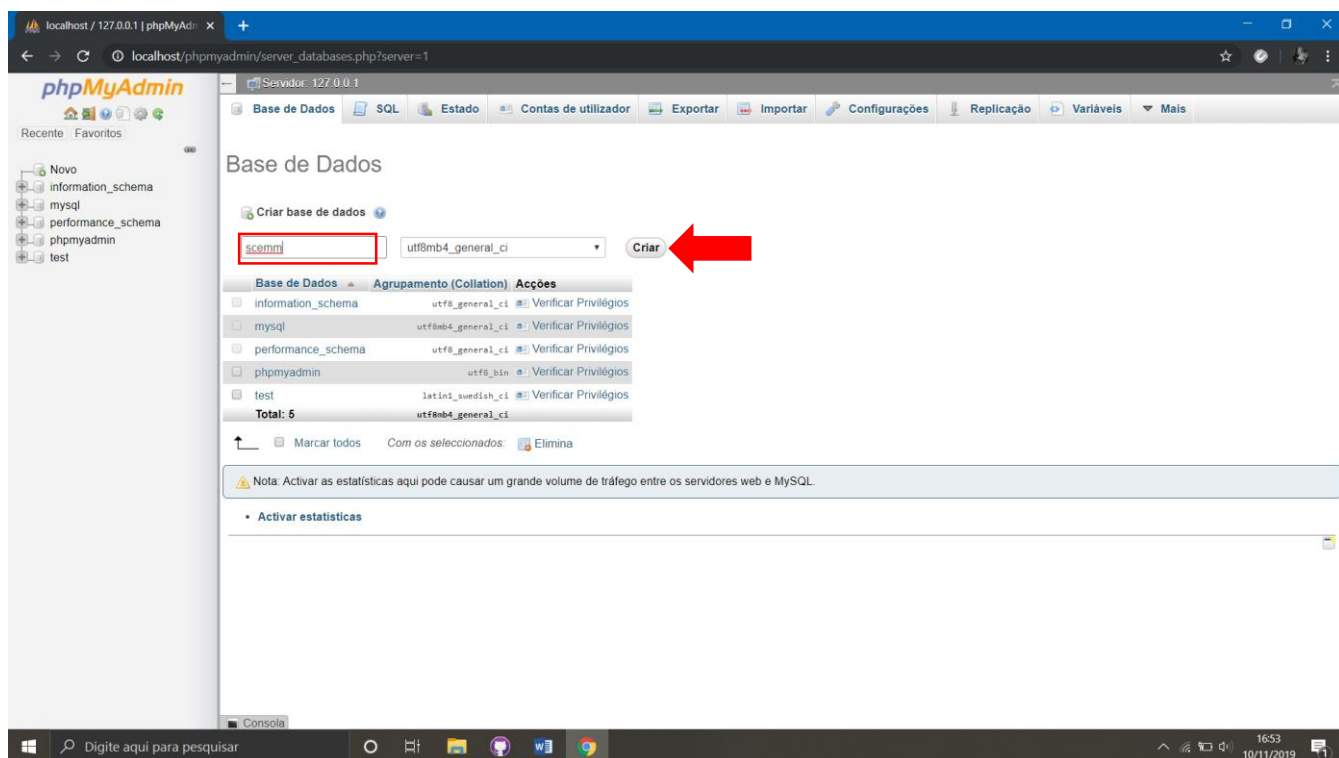 localhost / 127.0.0.1 | phpMyAdn
localhost/phpmyadmin/server_databases.php?server=1
phpMyAdmin
Recente Favoritos
Novo
information_schema
mysql
performance_schema
phpmyadmin
test
Servidor: 127.0.0.1
Base de Dados SQL Estado Contas de utilizador Exportar Importar Configurações Replicação Variáveis Mais
Base de Dados
Criar base de dados
scemm utf8mb4_general_ci Criar
Base de Dados Agrupamento (Collation) Acções
information_schema utf8_general_ci Verificar Privilégios
mysql utf8mb4_general_ci Verificar Privilégios
performance_schema utf8_general_ci Verificar Privilégios
phpmyadmin utf8_bin Verificar Privilégios
test latin1_swedish_ci Verificar Privilégios
Total: 5 utf8mb4_general_ci
Marcar todos Com os seleccionados: Elimina
Nota: Activar as estatísticas aqui pode causar um grande volume de tráfego entre os servidores web e MySQL.
• Activar estatísticas
Consola
Digite aqui para pesquisar
16:53
10/11/2019